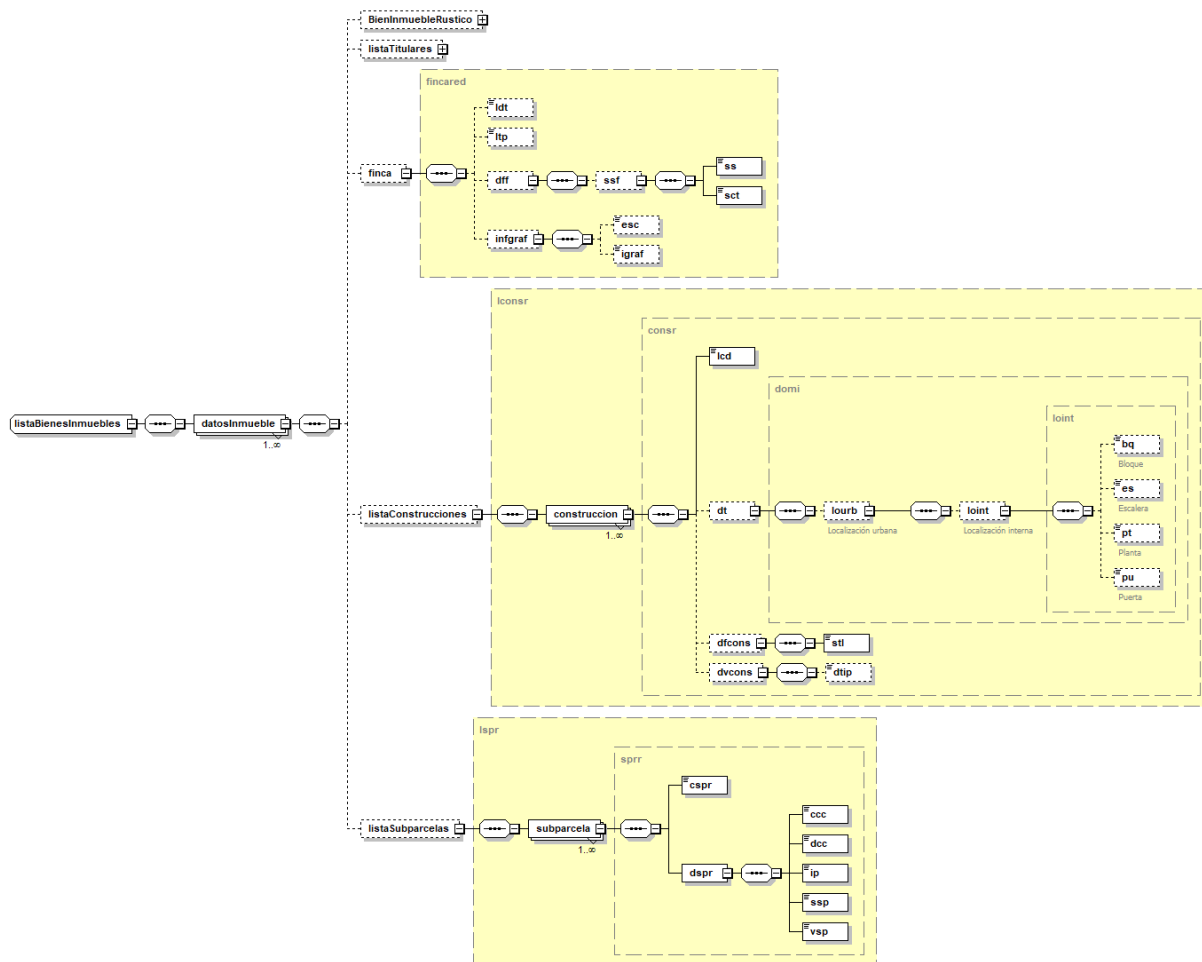 BienInmuebleRustico
listaTitulares
fincared
ldt
ltp
finca
dff
ssf
ss
sct
infgraf
esc
igraf
lconsr
consr
lcd
domi
loint
listaBienesInmuebles
datosInmueble
1..∞
bq
Bloque
es
Escalera
listaConstrucciones
construccion
1..∞
dt
lourb
Localización urbana
loint
Localización interna
pt
Planta
pu
Puerta
dfcons
stl
dvcons
dtip
lspr
sprr
cspr
listaSubparcelas
subparcela
1..∞
ccc
dcc
dspr
ip
ssp
vsp